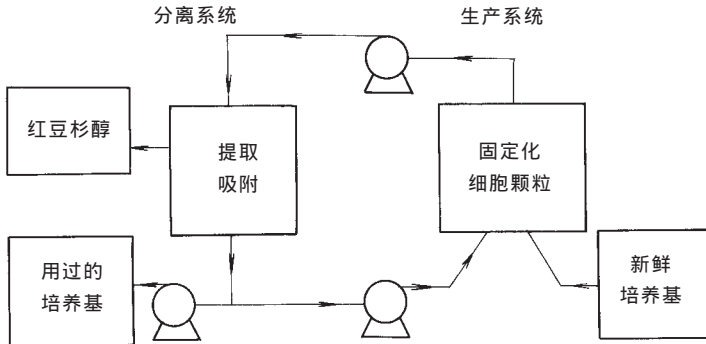 分离系统
生产系统
红豆杉醇
提取
吸附
固定化
细胞颗粒
用过的
培养基
新鲜
培养基